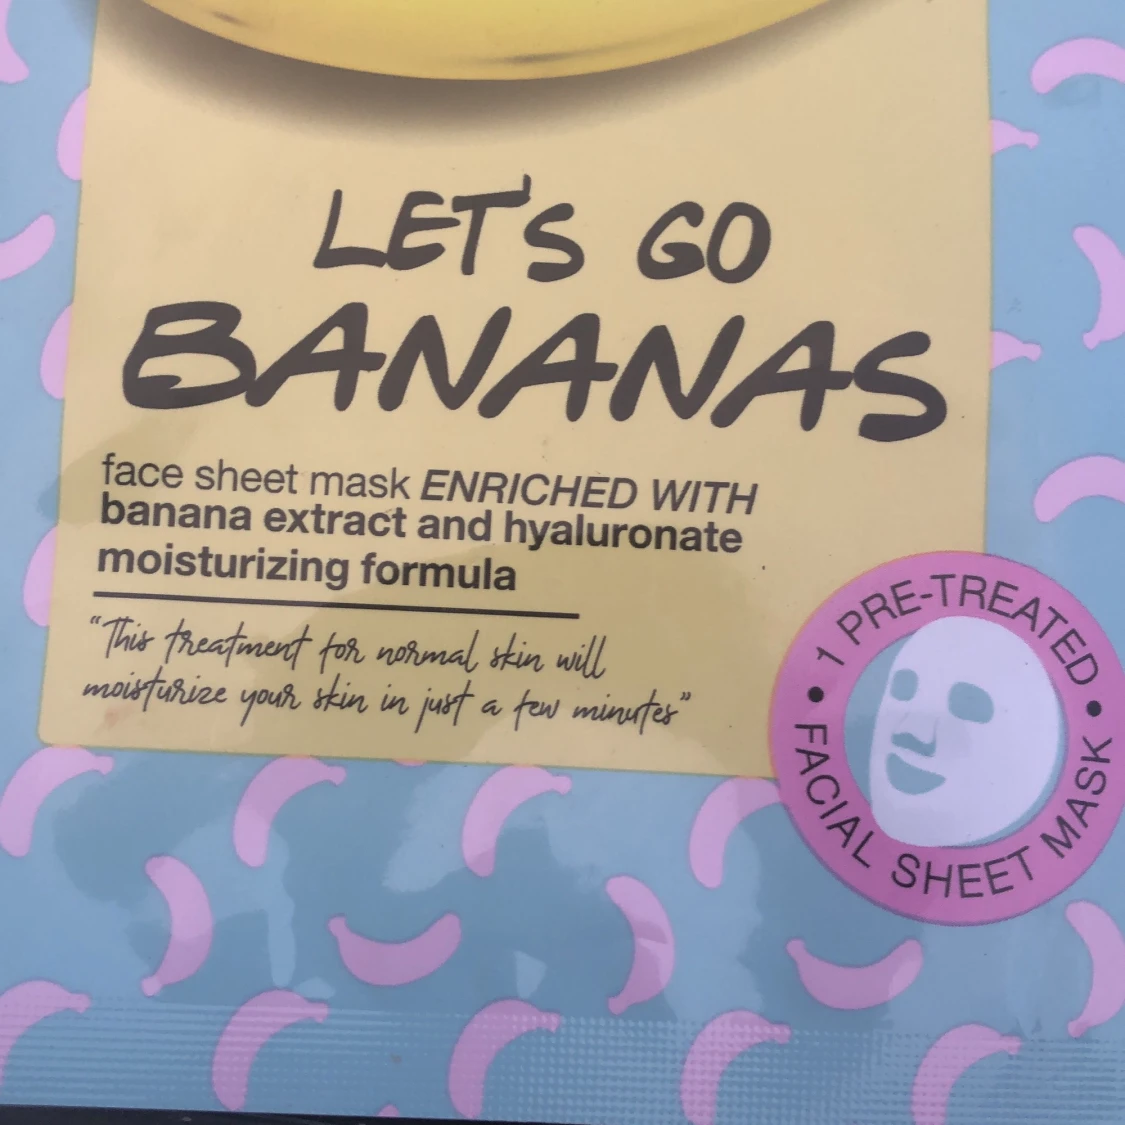 LET'S GO
BANANAS
face sheet mask ENRICHED WITH
banana extract and hyaluronate
moisturizing formula
“This treatment for normal skin will
moisturize your skin in just a few minutes”
1 PRE-TREATED
• FACIAL SHEET MASK •